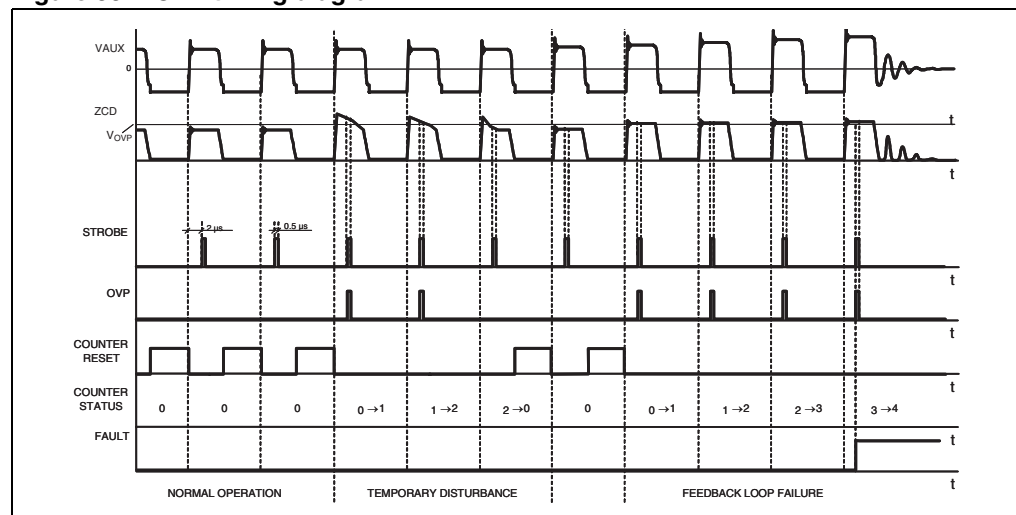 VAUX
0
ZCD
VOVP
t
t
2 µs
0.5 µs
STROBE
t
OVP
t
COUNTER
RESET
t
COUNTER
STATUS
0 0 0 0 →1 1 →2 2 →0 0 0 →1 1 →2 2 →3 3 →4
FAULT
t
t
NORMAL OPERATION TEMPORARY DISTURBANCE FEEDBACK LOOP FAILURE